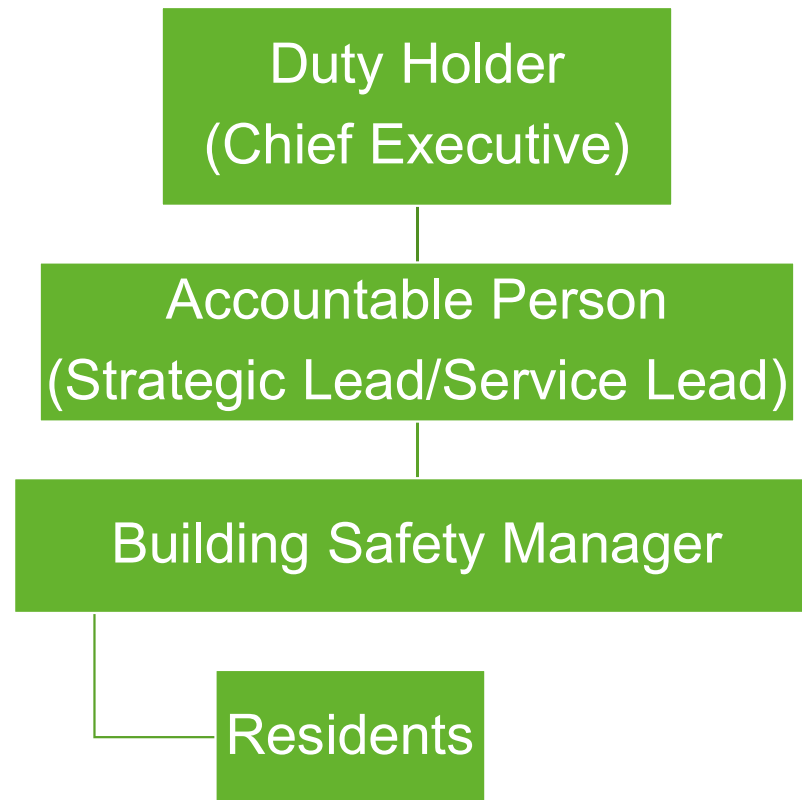 Duty Holder
(Chief Executive)
Accountable Person
(Strategic Lead/Service Lead)
Building Safety Manager
Residents